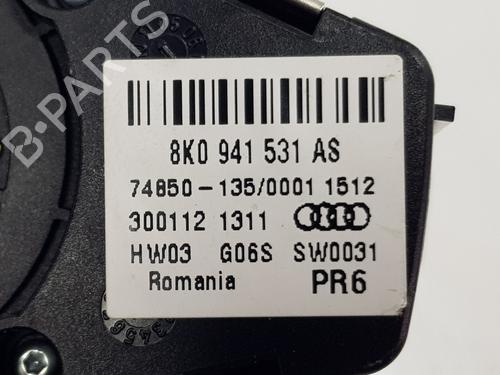 B-PARTS
8K0 941 531 AS
74850-135/0001 1512
300112 1311
HW03 G06S SW0031
Romania PR6